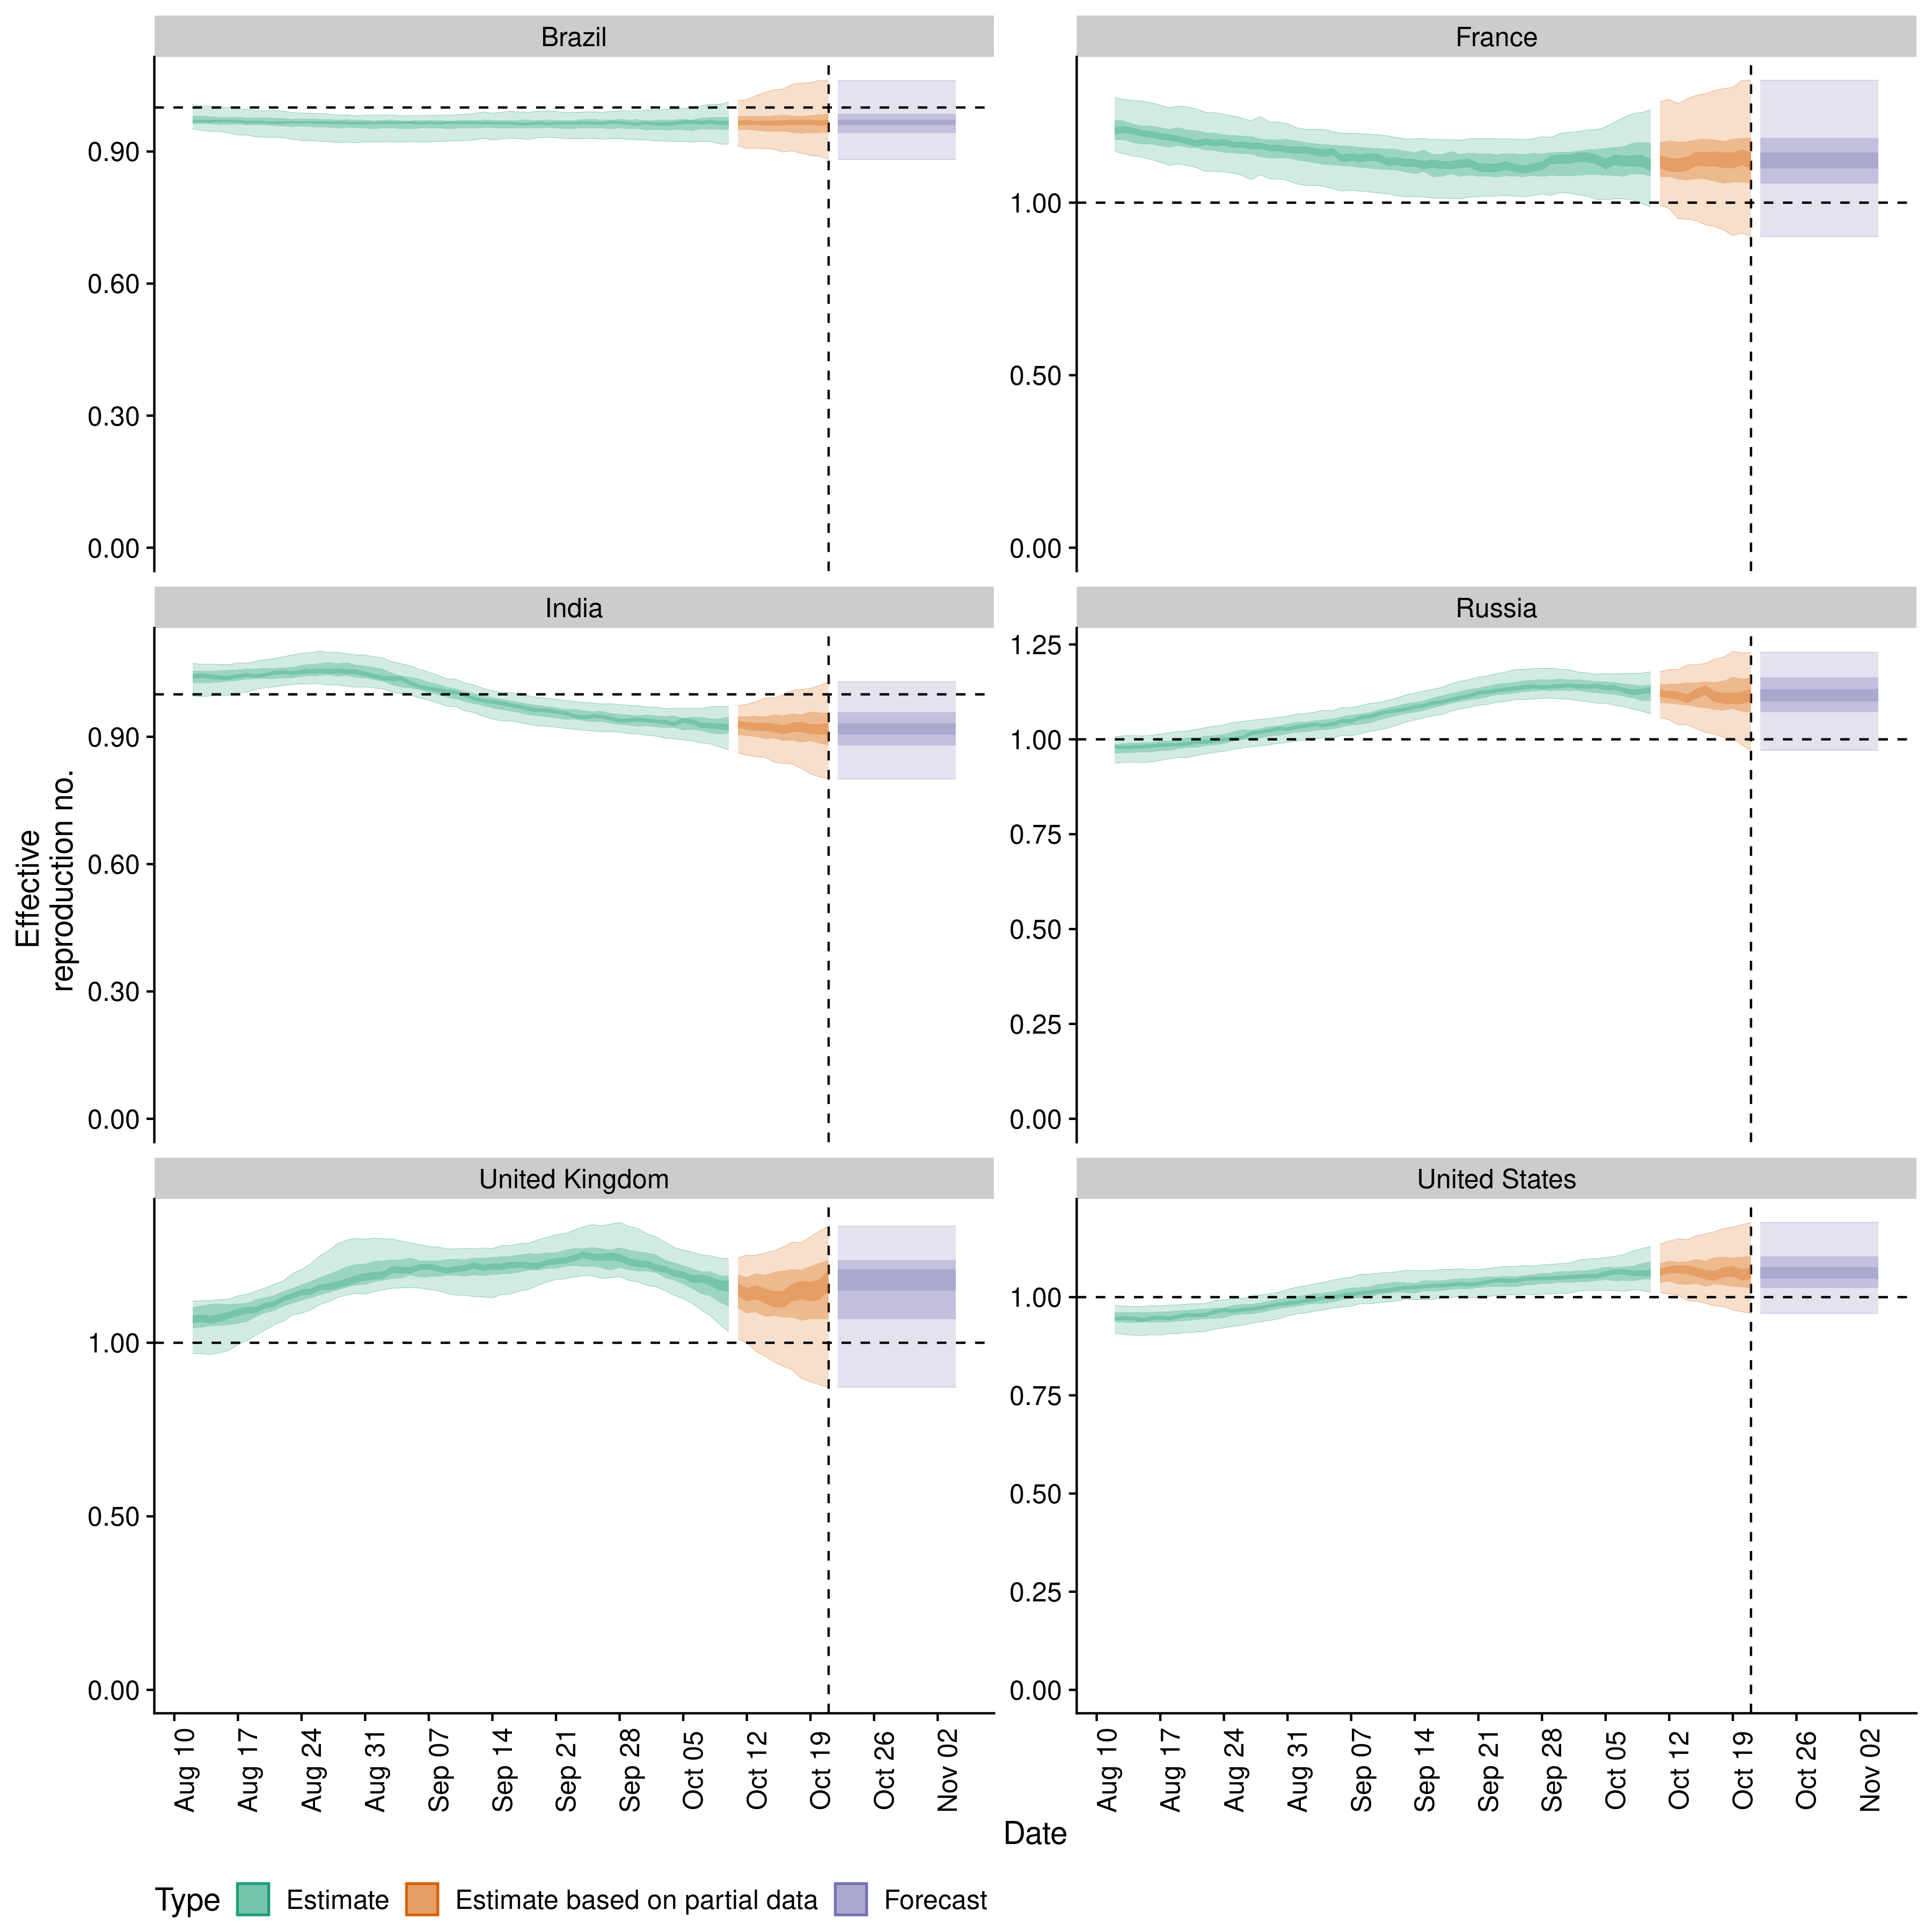 Brazil
France
0.90
0.60
0.30
0.00
1.00
0.50
0.00
India
Russia
0.90
0.60
0.30
0.00
1.25
1.00
0.75
0.50
0.25
0.00
Effective
reproduction no.
United Kingdom
United States
1.00
0.50
0.00
1.00
0.75
0.50
0.25
0.00
Aug 10
Aug 17
Aug 24
Aug 31
Sep 07
Sep 14
Sep 21
Sep 28
Oct 05
Oct 12
Oct 19
Oct 26
Nov 02
Aug 10
Aug 17
Aug 24
Aug 31
Sep 07
Sep 14
Sep 21
Sep 28
Oct 05
Oct 12
Oct 19
Oct 26
Nov 02
Date
Type Estimate Estimate based on partial data Forecast